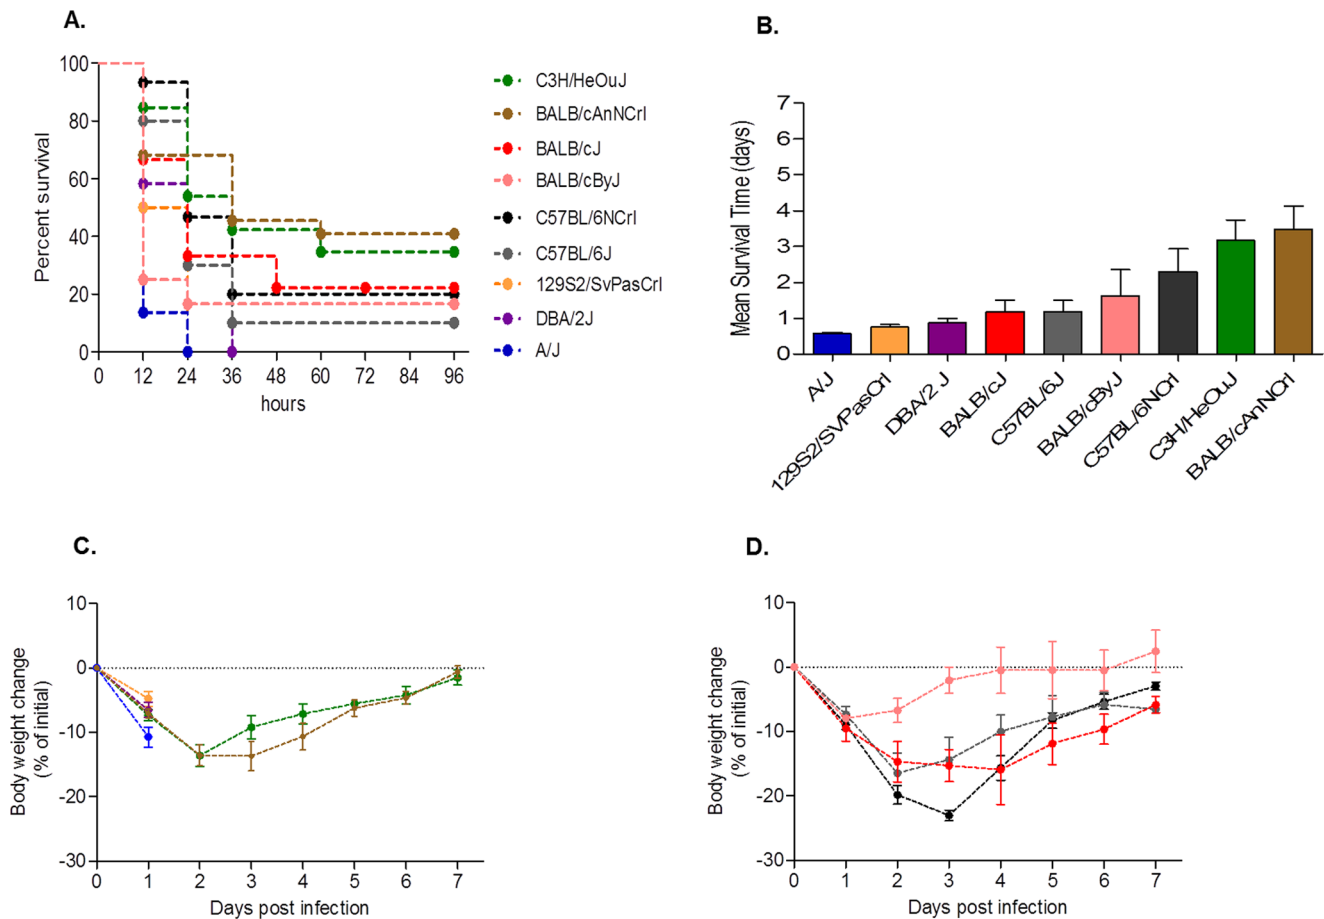 A.
Percent survival
100
80
60
40
20
0
0 12 24 36 48 60 72 84 96
hours
C3H/HeOuJ
BALB/cAnNCrl
BALB/cJ
BALB/cByJ
C57BL/6NCrl
C57BL/6J
129S2/SvPasCrl
DBA/2J
A/J
B.
Mean Survival Time (days)
7
6
5
4
3
2
1
0
A/J
129S2/SVPasCrl
DBA/2 J
BALB/cJ
C57BL/6J
BALB/cByJ
C57BL/6NCrl
C3H/HeOuJ
BALB/cAnNCrl
C.
Body weight change
(% of initial)
10
0
-10
-20
-30
0 1 2 3 4 5 6 7
Days post infection
D.
Body weight change
(% of initial)
10
0
-10
-20
-30
0 1 2 3 4 5 6 7
Days post infection